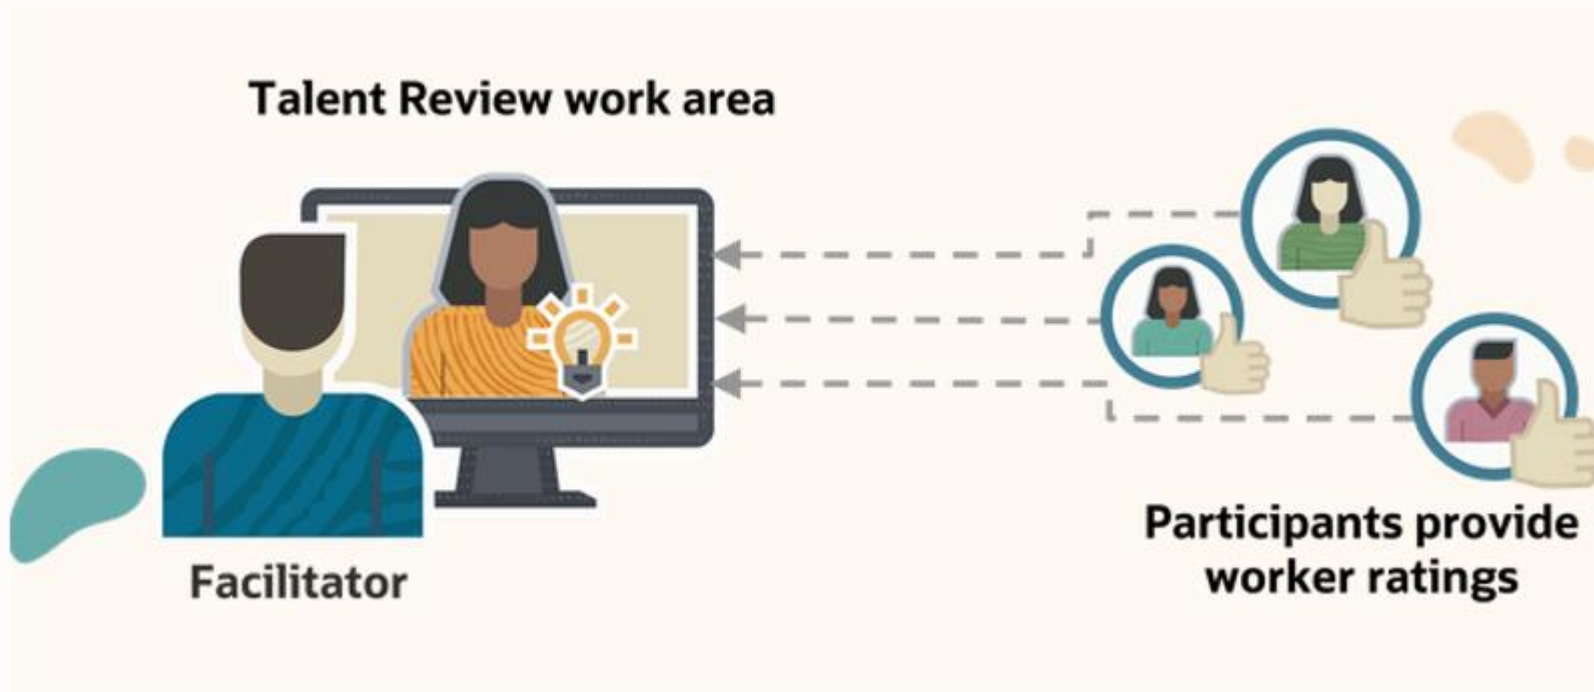 Talent Review work area
Facilitator
Participants provide
worker ratings